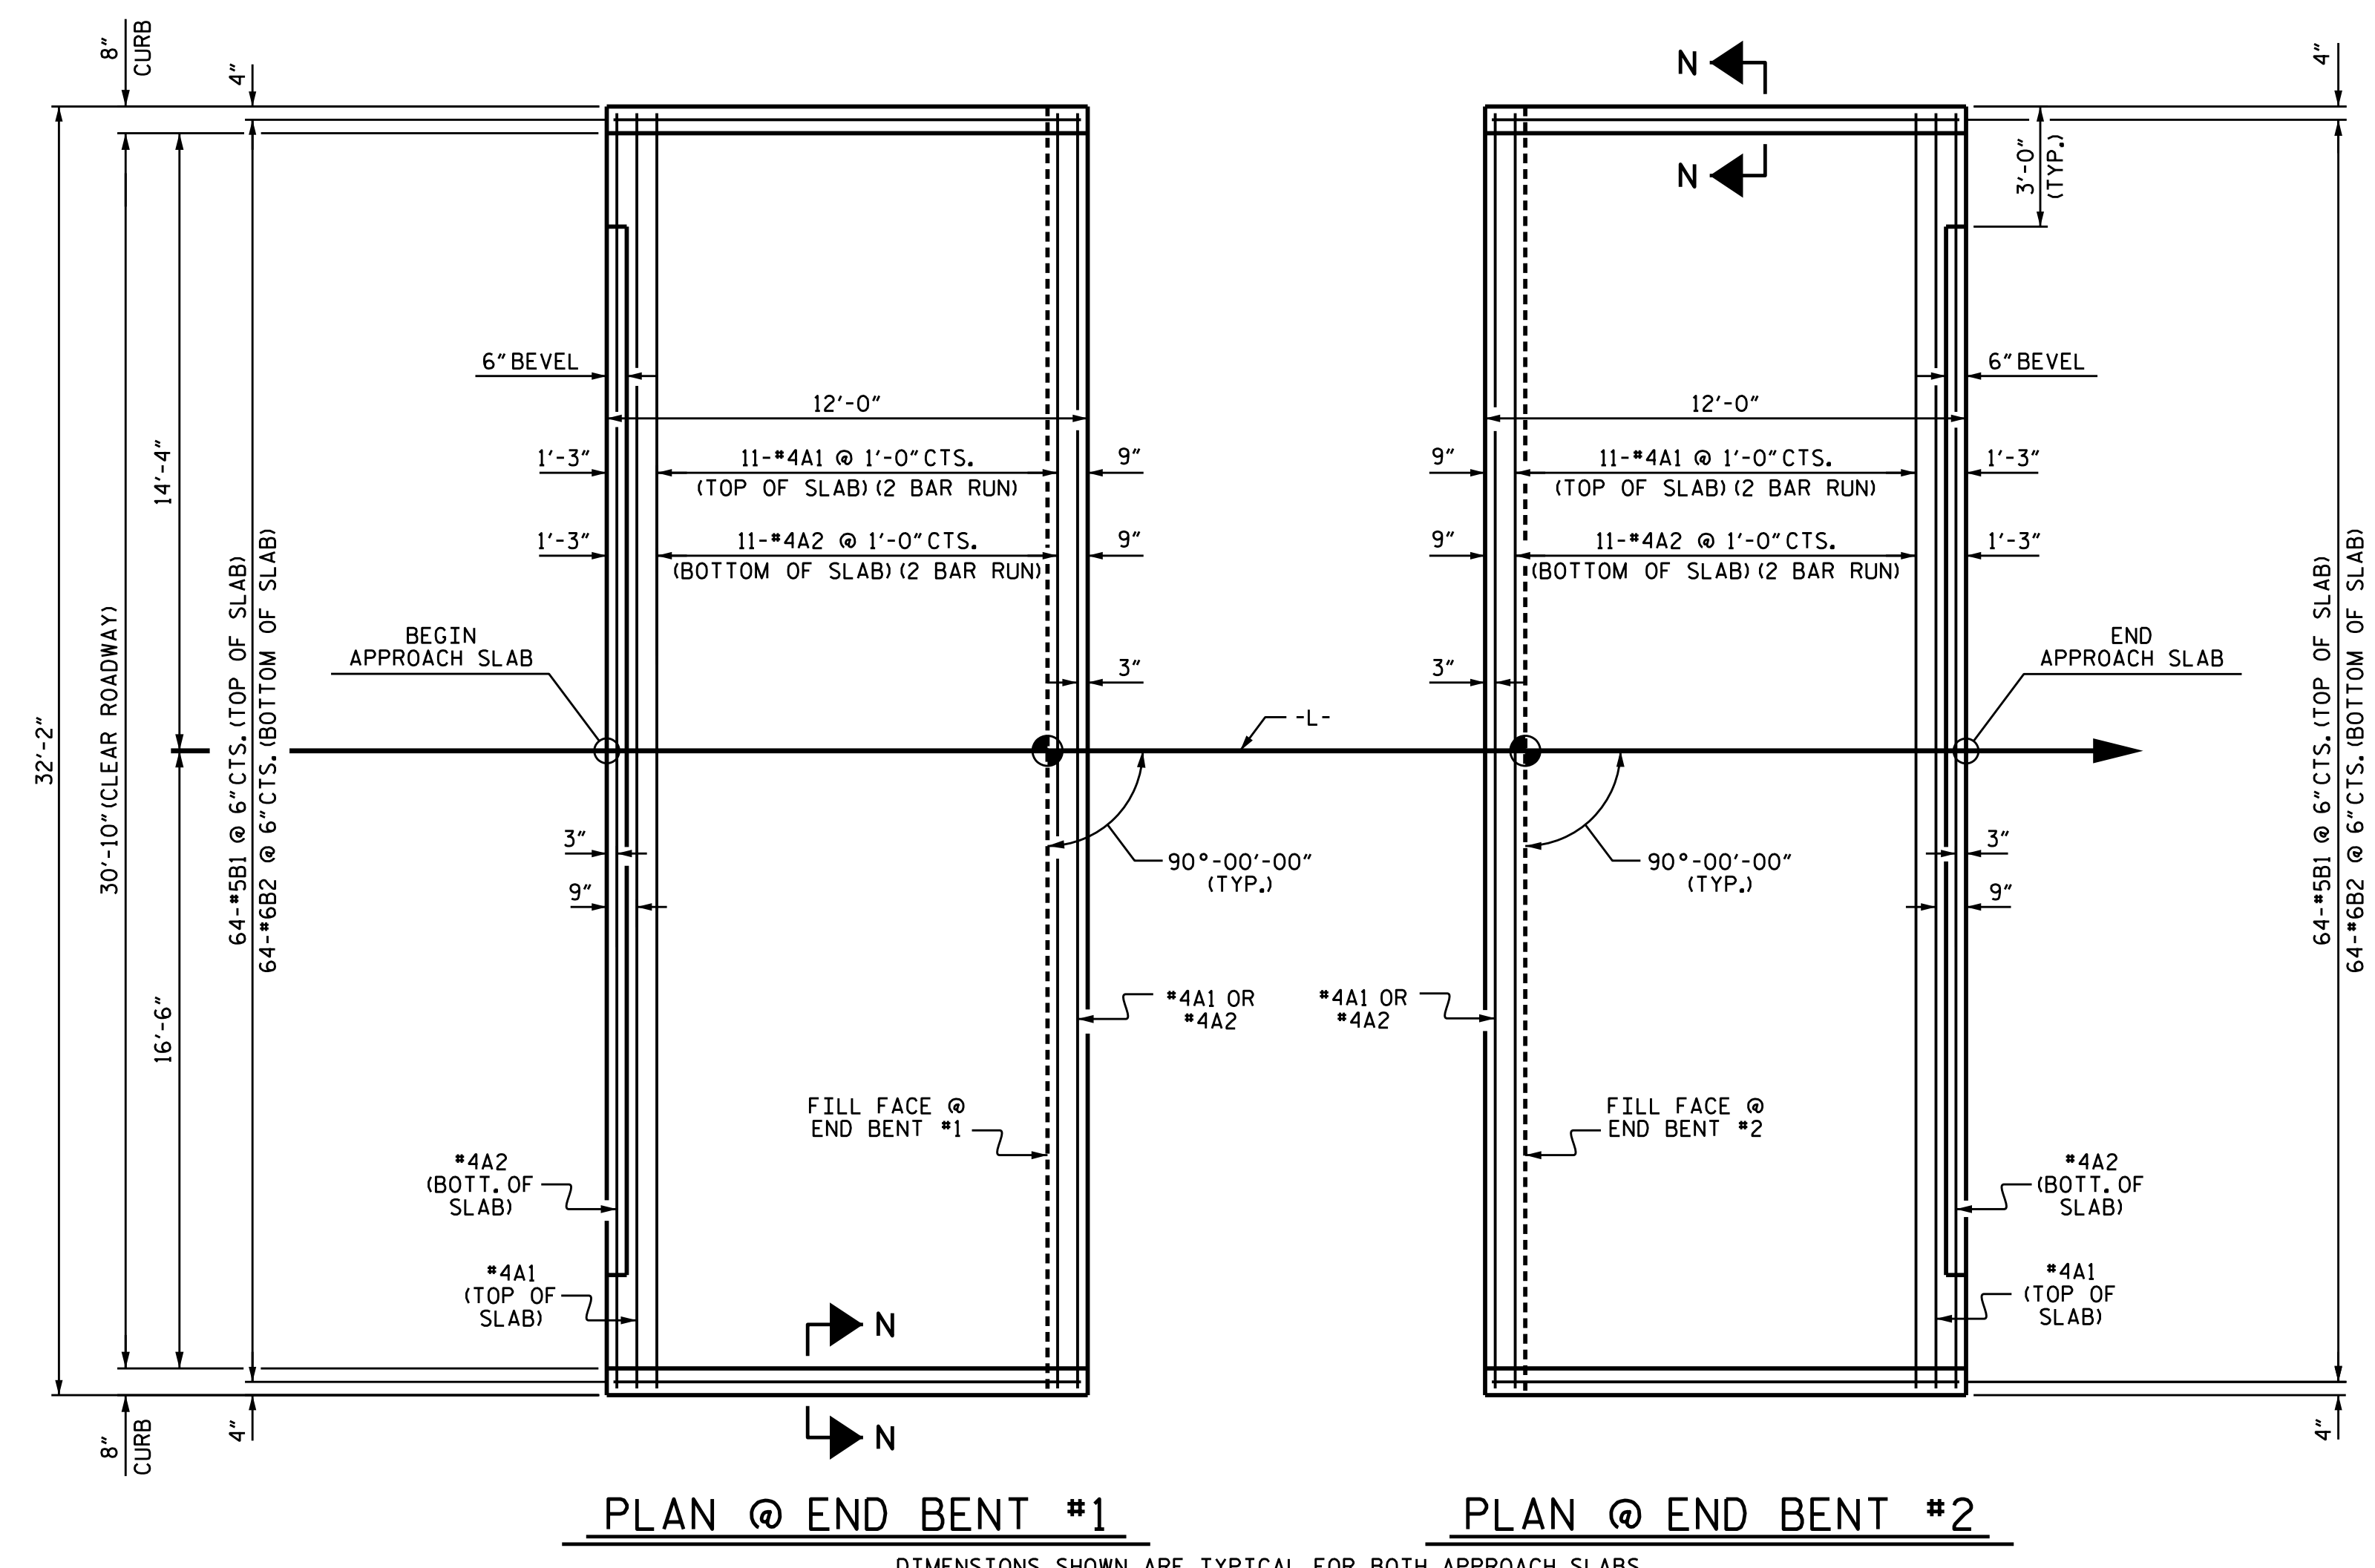 8"
CURB
4"
32'-2"
30'-10" (CLEAR ROADWAY)
14'-4"
16'-6"
64-#5B1 @ 6" CTS. (TOP OF SLAB)
64-#6B2 @ 6" CTS. (BOTTOM OF SLAB)
8"
CURB
4"
6" BEVEL
12'-0"
1'-3"
11-#4A1 @ 1'-0" CTS.
(TOP OF SLAB) (2 BAR RUN)
9"
1'-3"
11-#4A2 @ 1'-0" CTS.
(BOTTOM OF SLAB) (2 BAR RUN)
9"
BEGIN
APPROACH SLAB
3"
-L-
3"
9"
90°-00'-00"
(TYP.)
#4A1 OR
#4A2
FILL FACE @
END BENT #1
#4A2
(BOTT. OF
SLAB)
#4A1
(TOP OF
SLAB)
N
N
PLAN @ END BENT #1
N
N
4"
3'-0"
(TYP.)
6" BEVEL
12'-0"
9"
11-#4A1 @ 1'-0" CTS.
(TOP OF SLAB) (2 BAR RUN)
1'-3"
9"
11-#4A2 @ 1'-0" CTS.
(BOTTOM OF SLAB) (2 BAR RUN)
1'-3"
3"
END
APPROACH SLAB
90°-00'-00"
(TYP.)
3"
9"
#4A1 OR
#4A2
FILL FACE @
END BENT #2
#4A2
(BOTT. OF
SLAB)
#4A1
(TOP OF
SLAB)
64-#5B1 @ 6" CTS. (TOP OF SLAB)
64-#6B2 @ 6" CTS. (BOTTOM OF SLAB)
4"
PLAN @ END BENT #2
DIMENSIONS SHOWN ARE TYPICAL FOR BOTH APPROACH SLABS